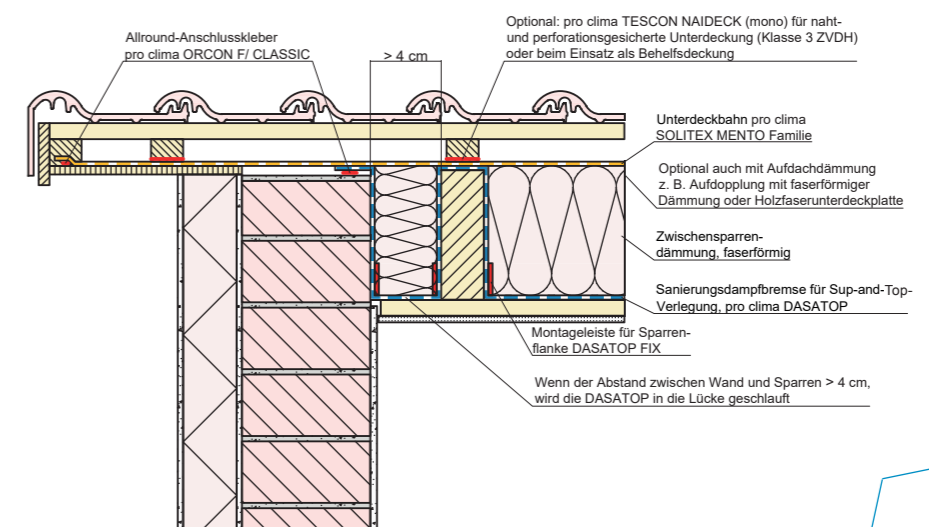 Allround-Anschlusskleber
pro clima ORCON F/ CLASSIC
> 4 cm
Optional: pro clima TESCON NAIDECK (mono) für naht-
und perforationsgesicherte Unterdeckung (Klasse 3 ZVDH)
oder beim Einsatz als Behelfsdeckung
Unterdeckbahn pro clima
SOLITEX MENTO Familie
Optional auch mit Aufdachdämmung
z. B. Aufdopplung mit faserförmiger
Dämmung oder Holzfaserunterdeckplatte
Zwischensparren-
dämmung, faserförmig
Sanierungsdampfbremse für Sup-and-Top-
Verlegung, pro clima DASATOP
Montageleiste für Sparren-
flanke DASATOP FIX
Wenn der Abstand zwischen Wand und Sparren > 4 cm,
wird die DASATOP in die Lücke geschlauft